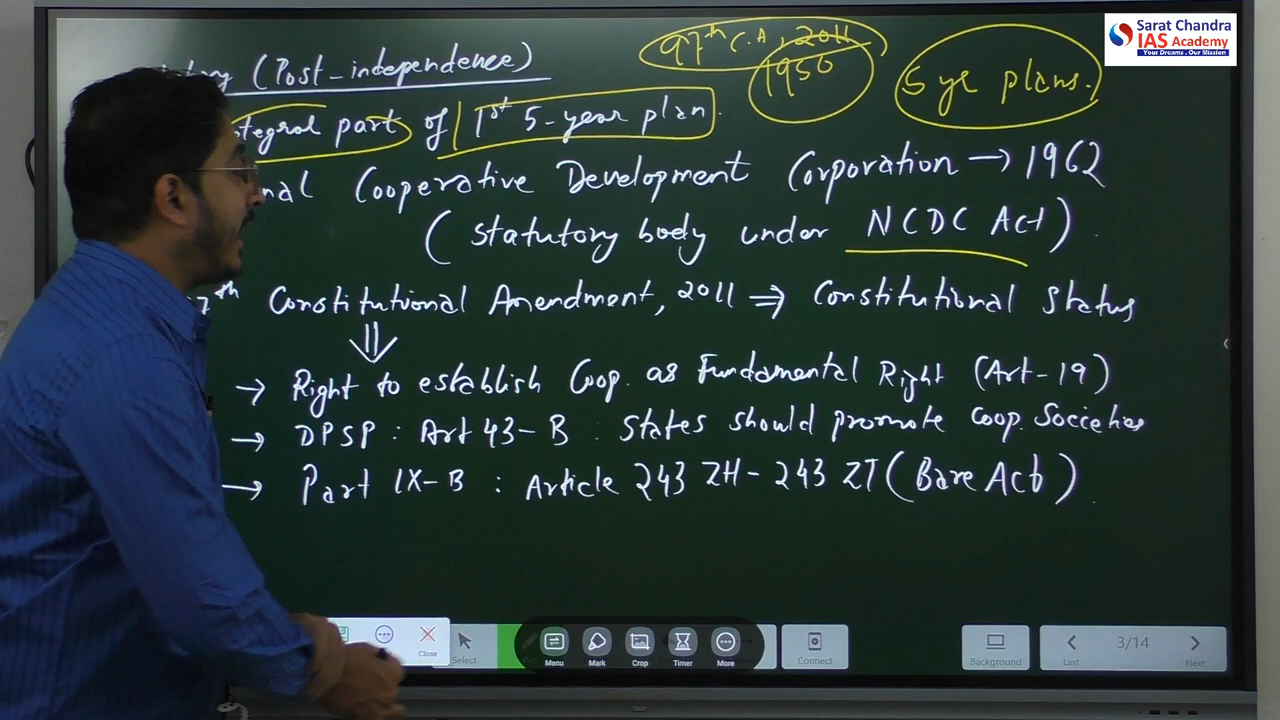 Sarat Chandra
IAS Academy
Your Dreams . Our Mission
97th C.A, 2011
1950
5 ye plans.
(Post-independence)
tegral part of 1st 5-year plan.
nal Cooperative Development Corporation → 1962
(statutory body under NCDC Act).
7th Constitutional Amendment, 2011 ⇒ Constitutional Status
⇓
→ Right to establish Coop. as Fundamental Right (Art-19)
→ DPSP : Art 43-B : States should promote Coop. Societies
→ Part IX-B : Article 243 ZH - 243 ZT (Bare Act).
Close
Select
Menu
Mark
Crop
Timer
More
Connect
Background
Last
3/14
Next
SAMSUNG